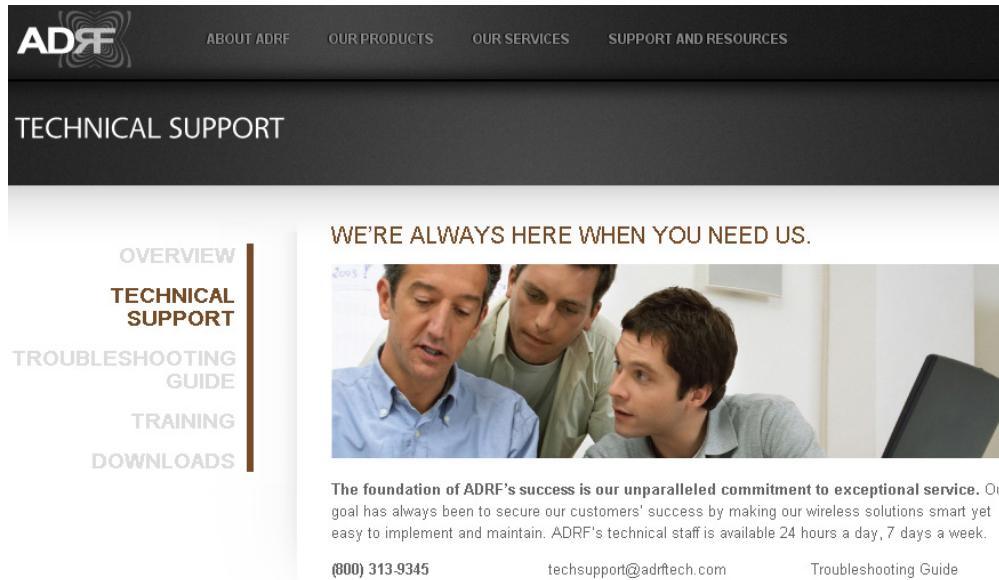 ADRF
ABOUT ADRF OUR PRODUCTS OUR SERVICES SUPPORT AND RESOURCES
TECHNICAL SUPPORT
OVERVIEW
TECHNICAL
SUPPORT
TROUBLESHOOTING
GUIDE
TRAINING
DOWNLOADS
WE'RE ALWAYS HERE WHEN YOU NEED US.
The foundation of ADRF's success is our unparalleled commitment to exceptional service.
goal has always been to secure our customers' success by making our wireless solutions smart yet
easy to implement and maintain. ADRF's technical staff is available 24 hours a day, 7 days a week.
(800) 313-9345 techsupport@adrftech.com Troubleshooting Guide